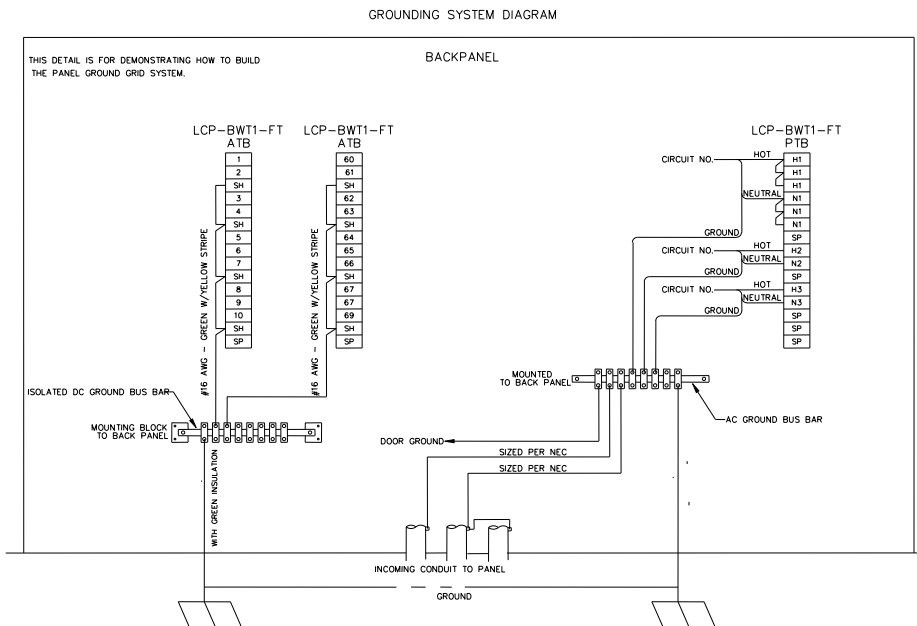 GROUNDING SYSTEM DIAGRAM
BACKPANEL
THIS DETAIL IS FOR DEMONSTRATING HOW TO BUILD
THE PANEL GROUND GRID SYSTEM.
LCP-BWT1-FT
ATB
1
2
SH
3
4
SH
5
6
7
SH
8
9
10
SH
SP
#16 AWG - GREEN W/YELLOW STRIPE
LCP-BWT1-FT
ATB
60
61
SH
62
63
SH
64
65
66
SH
67
67
69
SH
SP
#16 AWG - GREEN W/YELLOW STRIPE
LCP-BWT1-FT
PTB
H1
H1
H1
N1
N1
N1
SP
H2
N2
SP
H3
N3
SP
SP
SP
CIRCUIT NO.
HOT
NEUTRAL
GROUND
CIRCUIT NO.
HOT
NEUTRAL
GROUND
CIRCUIT NO.
HOT
NEUTRAL
GROUND
ISOLATED DC GROUND BUS BAR
MOUNTING BLOCK
TO BACK PANEL
WITH GREEN INSULATION
MOUNTED
TO BACK PANEL
AC GROUND BUS BAR
DOOR GROUND
SIZED PER NEC
SIZED PER NEC
INCOMING CONDUIT TO PANEL
GROUND